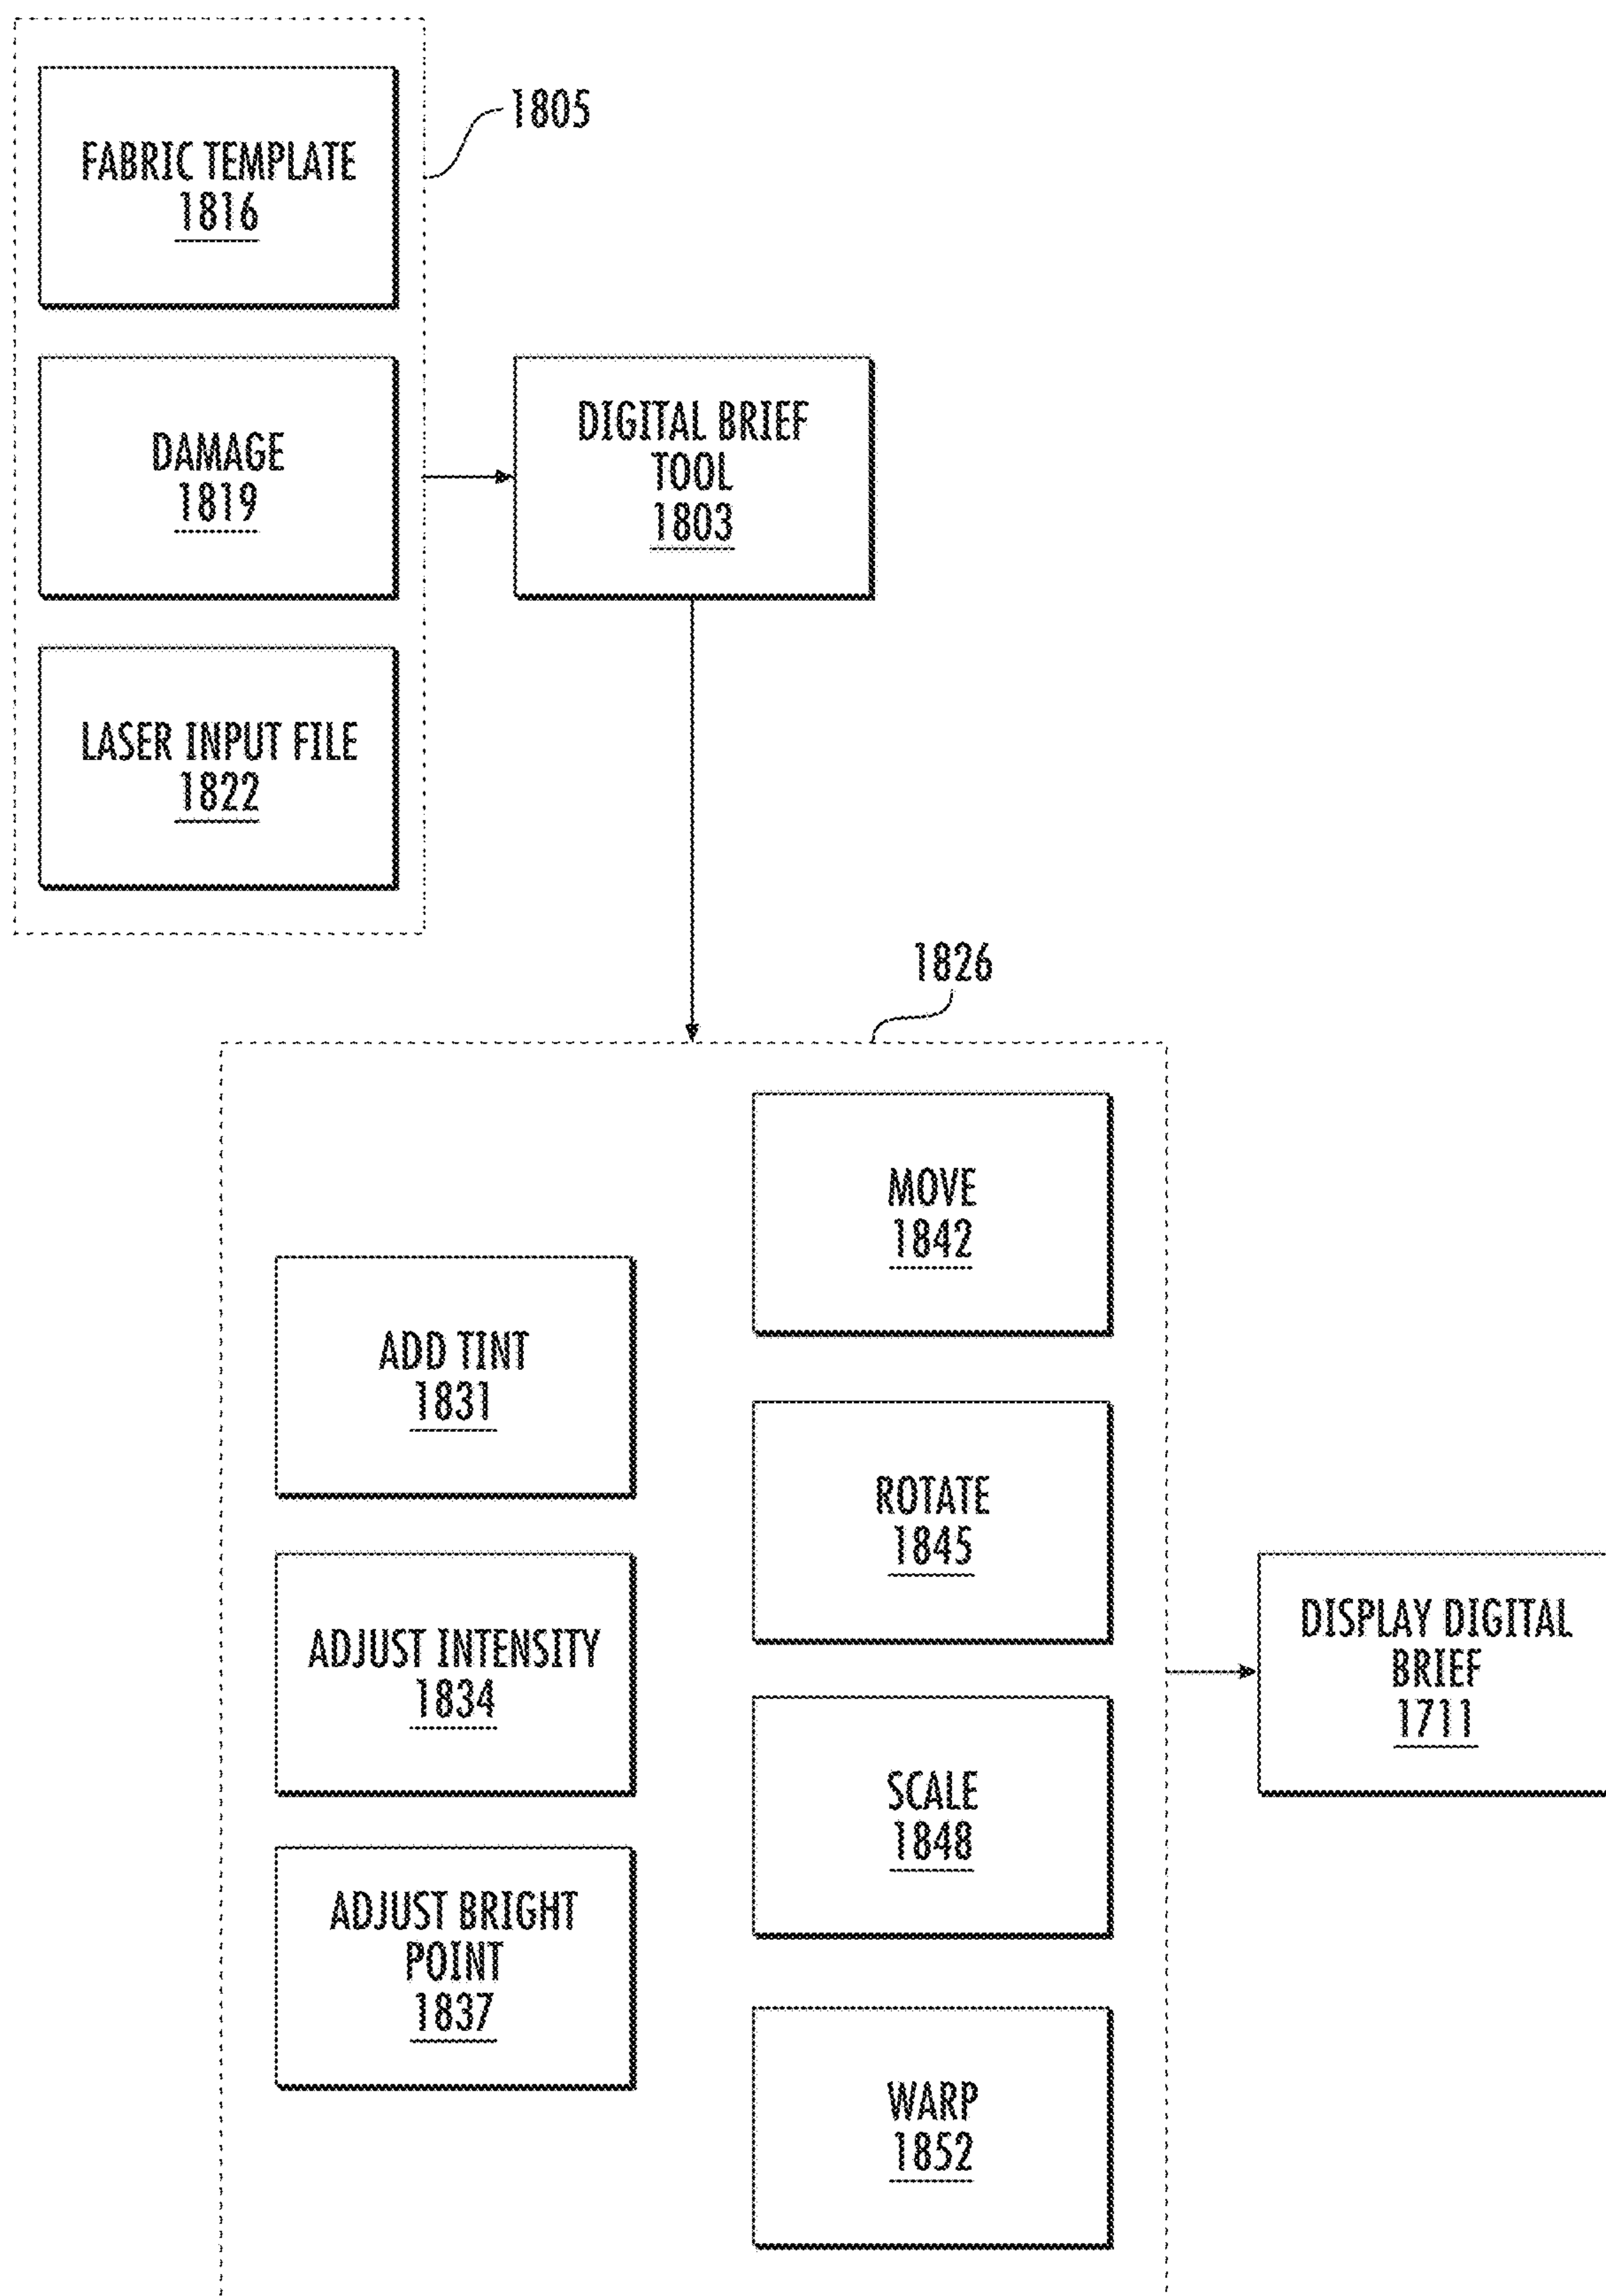 1805
FABRIC TEMPLATE
1816
DAMAGE
1819
LASER INPUT FILE
1822
DIGITAL BRIEF
TOOL
1803
1826
ADD TINT
1831
ADJUST INTENSITY
1834
ADJUST BRIGHT
POINT
1837
MOVE
1842
ROTATE
1845
SCALE
1848
WARP
1852
DISPLAY DIGITAL
BRIEF
1711